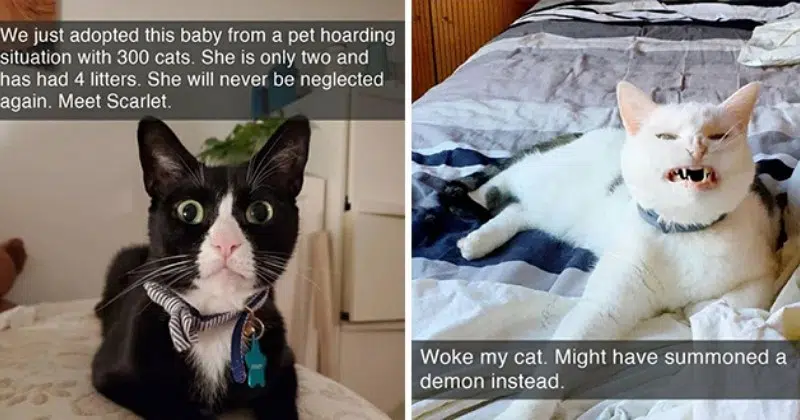 We just adopted this baby from a pet hoarding
situation with 300 cats. She is only two and
has had 4 litters. She will never be neglected
again. Meet Scarlet.
Woke my cat. Might have summoned a
demon instead.